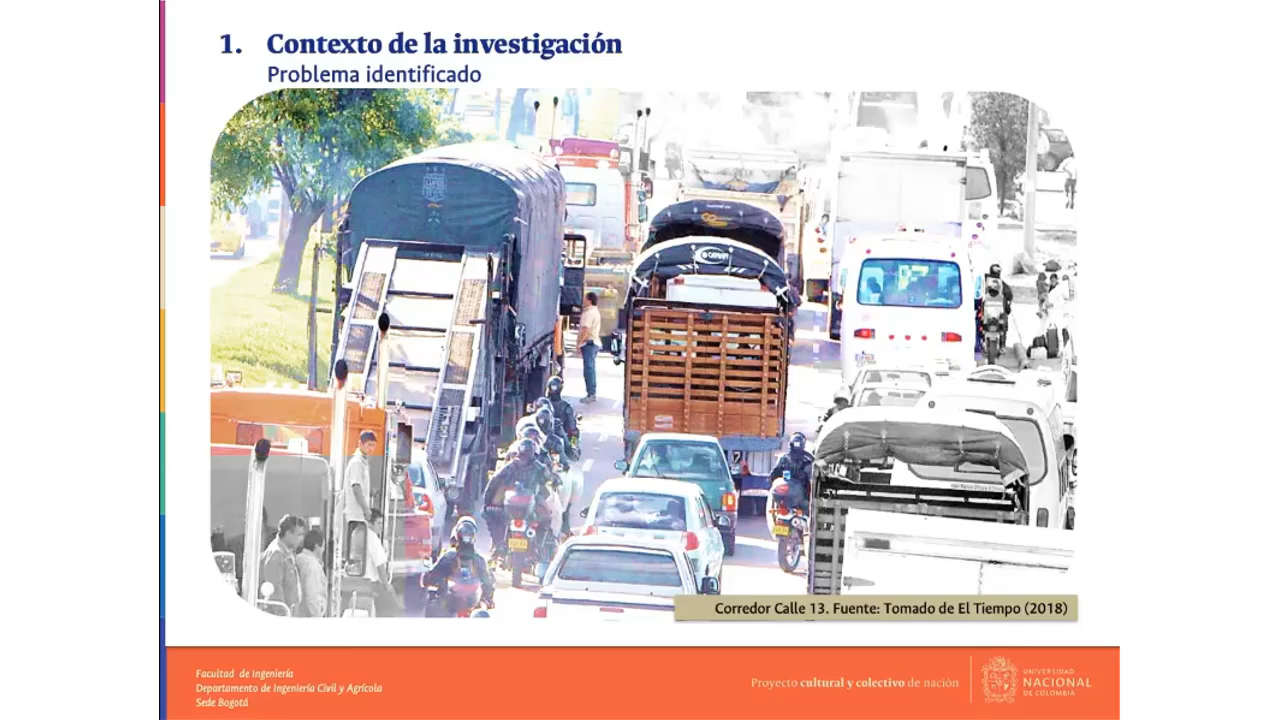 1. Contexto de la investigación
Problema identificado
Corredor Calle 13. Fuente: Tomado de El Tiempo (2018)
Facultad de Ingeniería
Departamento de Ingeniería Civil y Agrícola
Sede Bogotá
Proyecto cultural y colectivo de nación
UNIVERSIDAD
NACIONAL
DE COLOMBIA